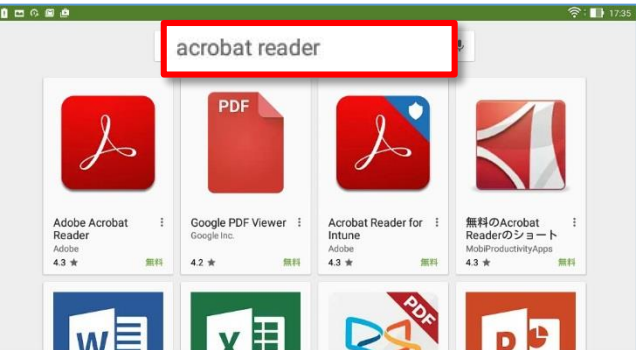 17:35
acrobat reader
PDF
Adobe Acrobat
Reader
Adobe
4.3 ★ 無料
Google PDF Viewer
Google Inc.
4.2 ★ 無料
Acrobat Reader for
Intune
Adobe
4.3 ★ 無料
無料のAcrobat
Readerのショート
MobiProductivityApps
4.3 ★ 無料
W
X
PDF
P